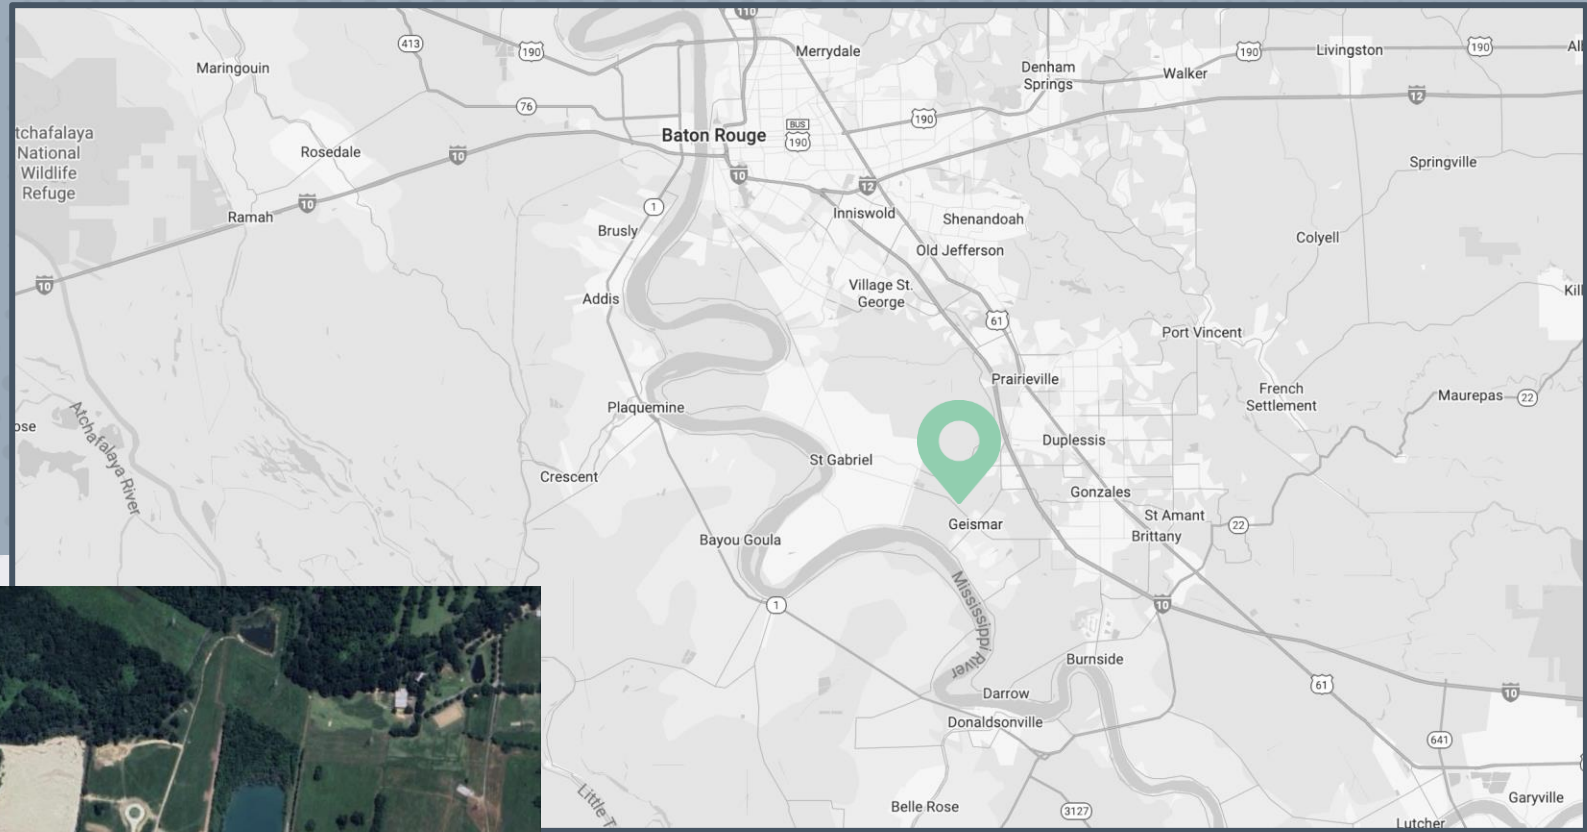 110
413
190
Maringouin
Merrydale
Denham
Springs
Walker
190
Livingston
190
76
tchafalaya
National
Wildlife
Refuge
Rosedale
10
Baton Rouge
BUS
190
190
12
Springville
10
10
12
Ramah
1
Brusly
Inniswold
Shenandoah
Old Jefferson
Colyell
10
Addis
Village St.
George
61
Port Vincent
Kill
Prairieville
French
Settlement
Maurepas
22
Plaquemine
ose
Atchafalaya River
Crescent
St Gabriel
Duplessis
Gonzales
St Amant
Brittany
22
Geismar
Bayou Goula
Mississippi River
1
10
Burnside
Darrow
Donaldsonville
61
10
641
Little T
Belle Rose
3127
Garyville
Lutcher